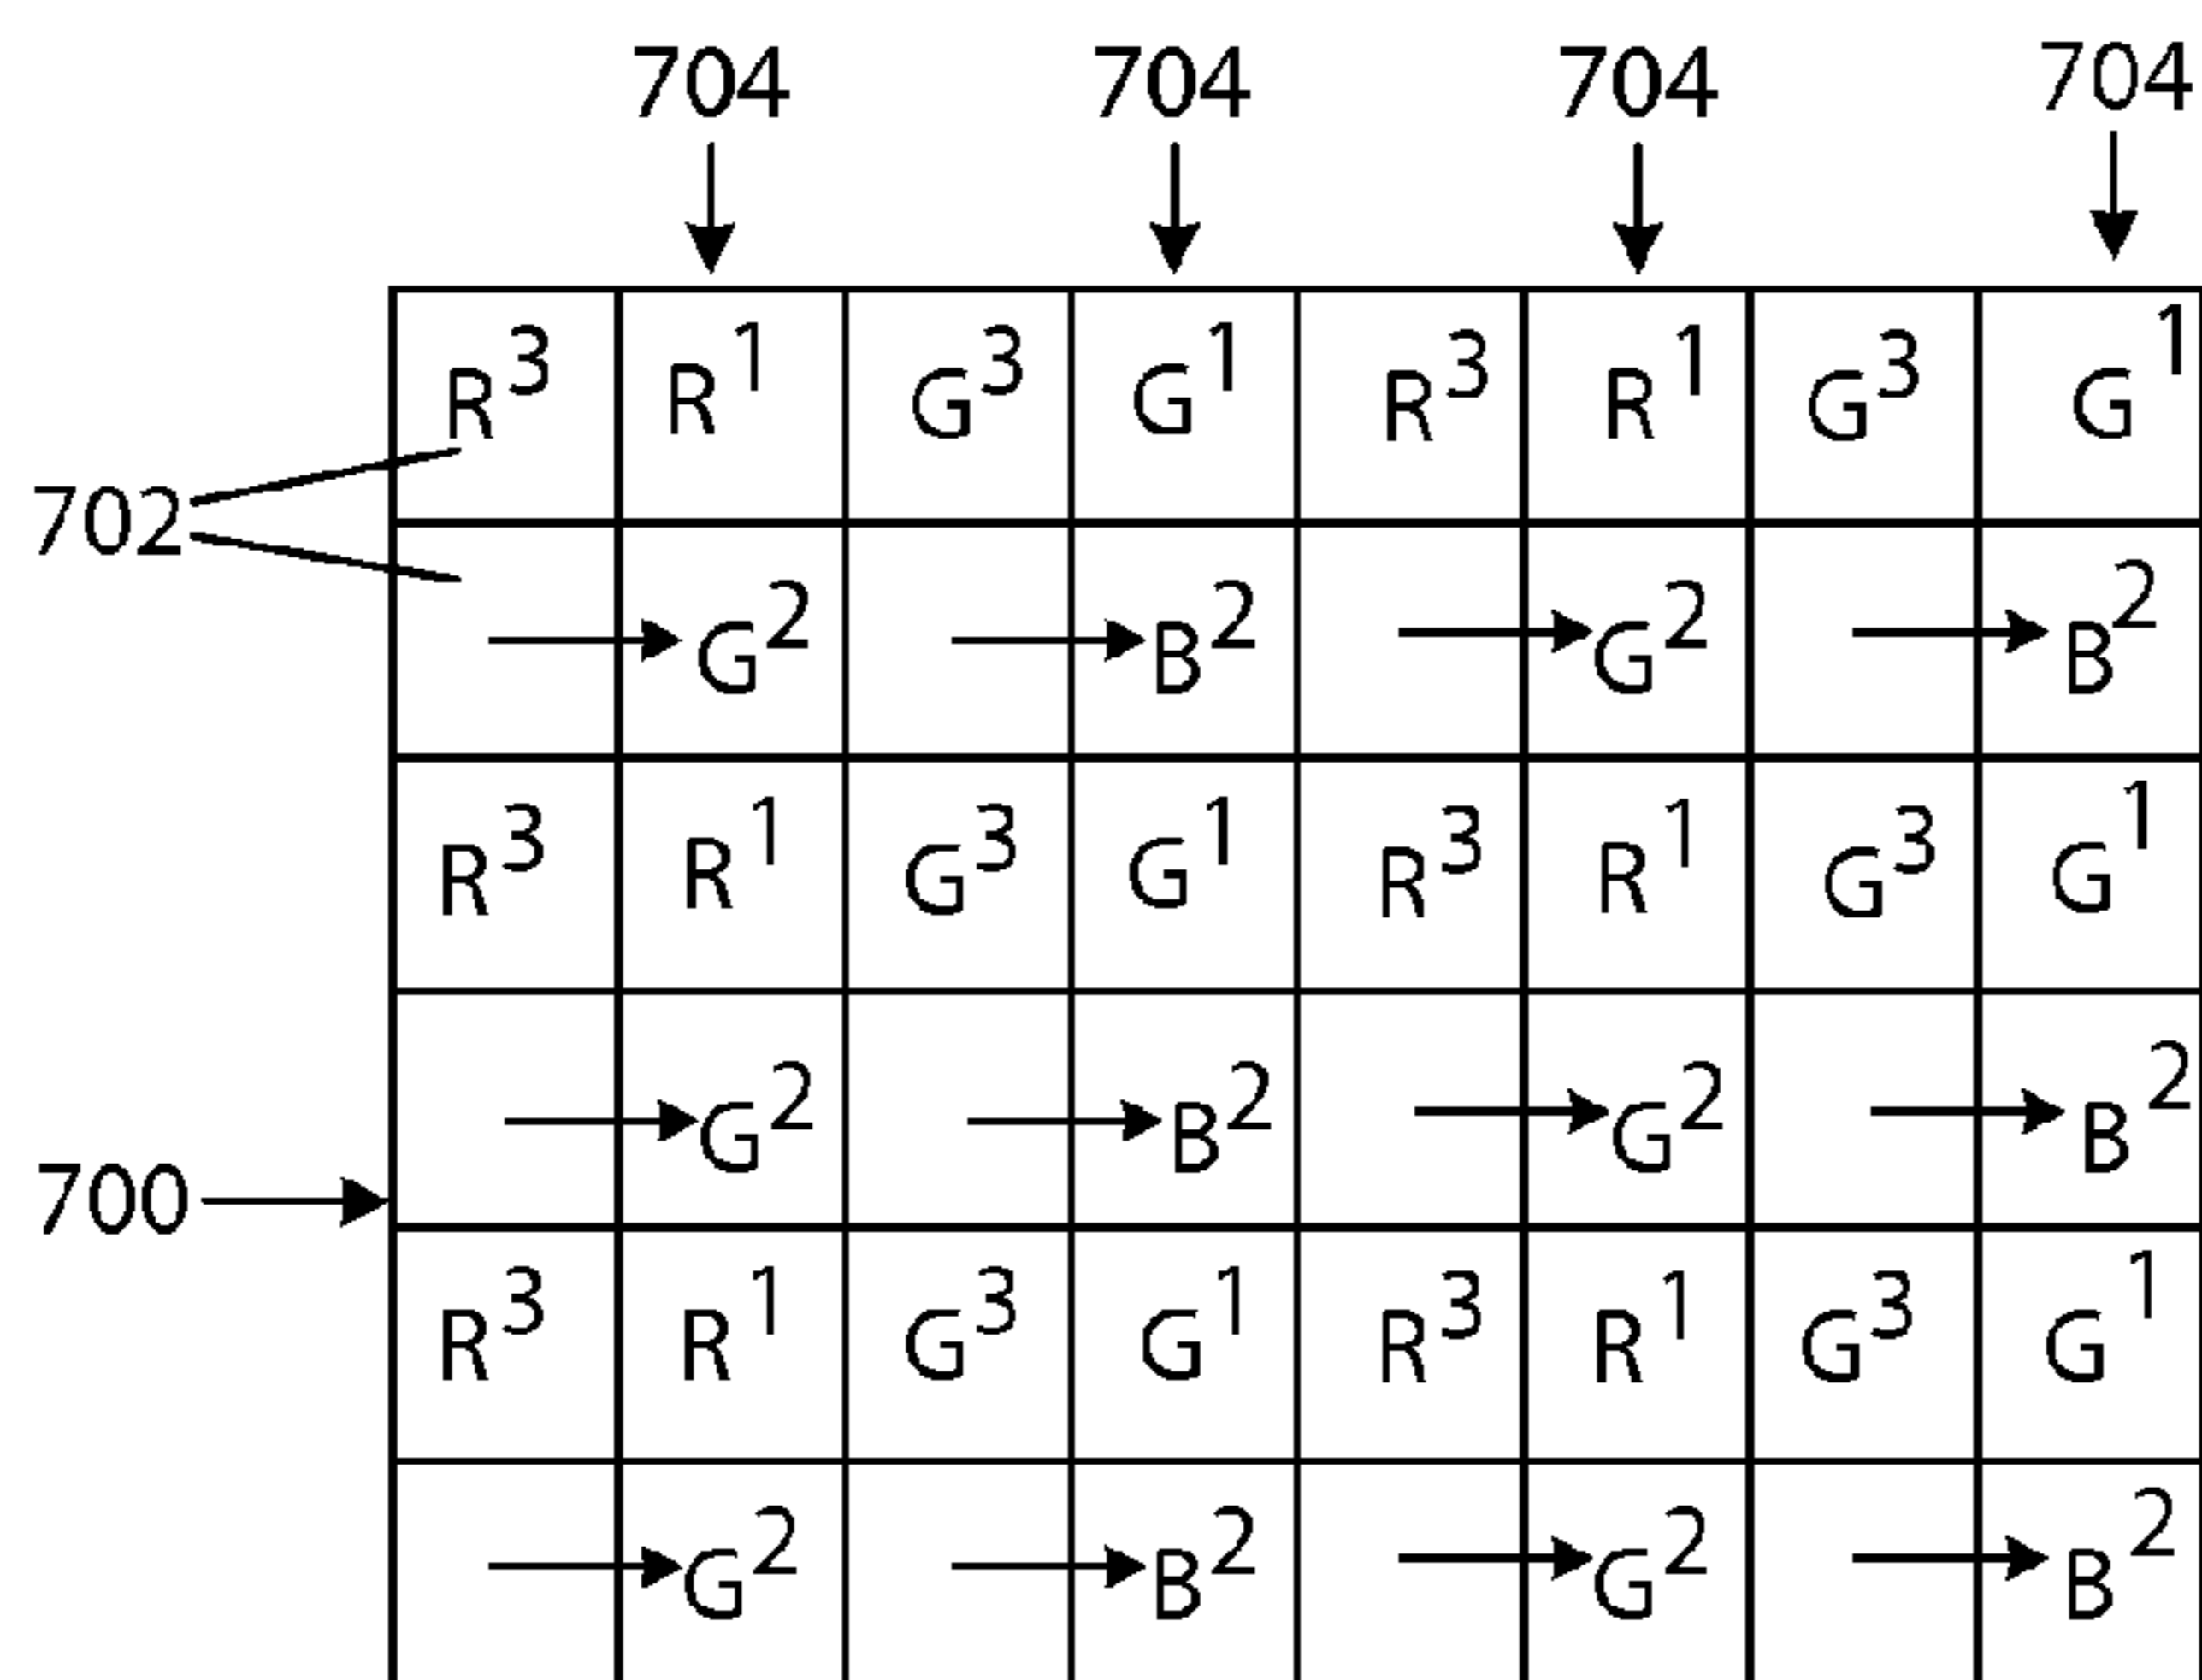 704 704 704 704
R³ R¹ G³ G¹ R³ R¹ G³ G¹
702
G² B² G² B²
R³ R¹ G³ G¹ R³ R¹ G³ G¹
G² B² G² B²
700
R³ R¹ G³ G¹ R³ R¹ G³ G¹
G² B² G² B²